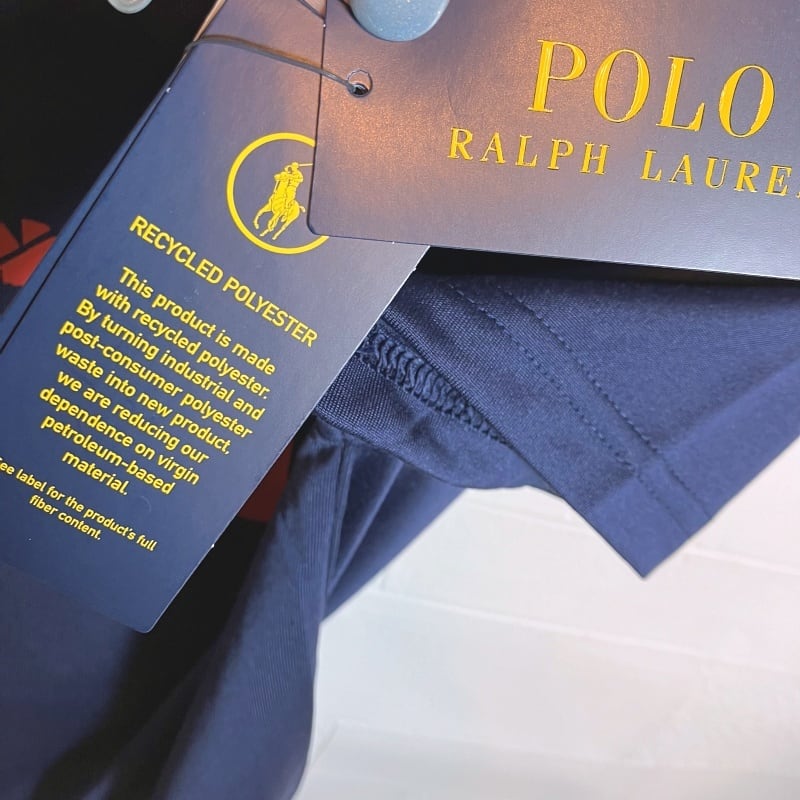 POLO
RALPH LAURE
RECYCLED POLYESTER
This product is made
with recycled polyester.
By turning industrial and
post-consumer polyester
waste into new product,
we are reducing our
dependence on virgin
petroleum-based
material.
See label for the product's full
fiber content.